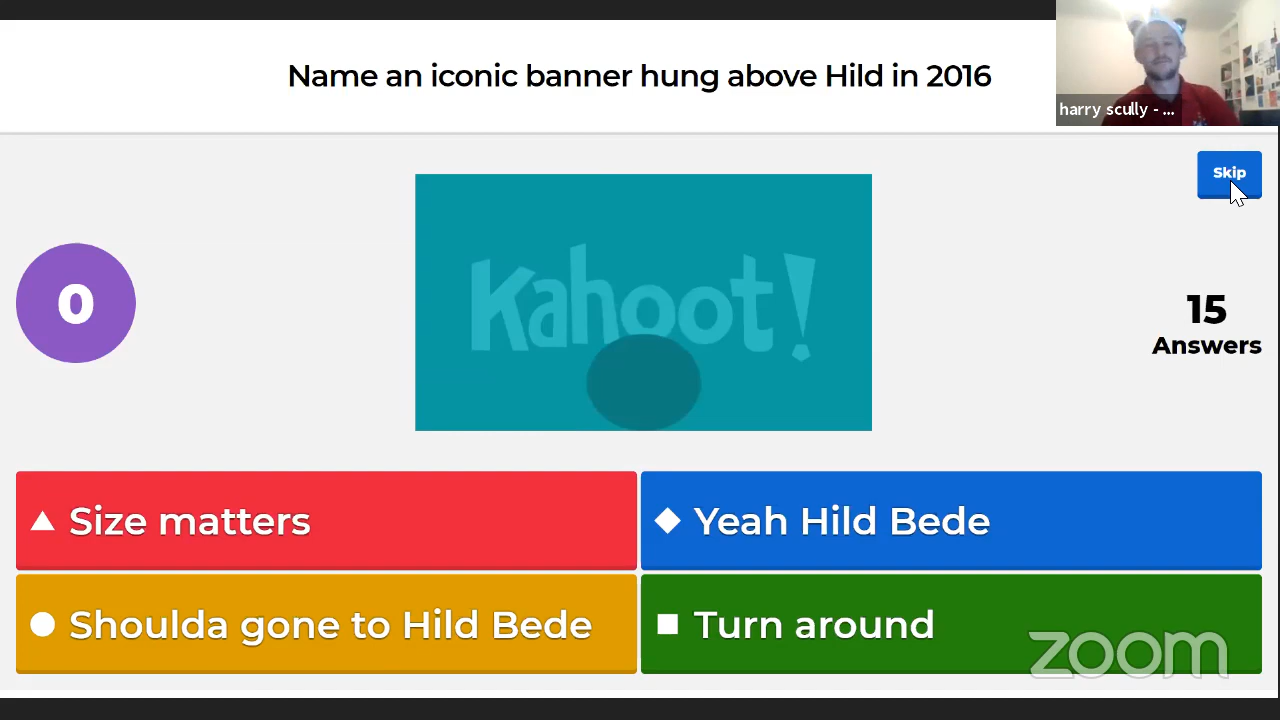 Name an iconic banner hung above Hild in 2016
harry scully - ...
Skip
Kahoot!
0
15
Answers
Size matters
Yeah Hild Bede
Shoulda gone to Hild Bede
Turn around
zoom